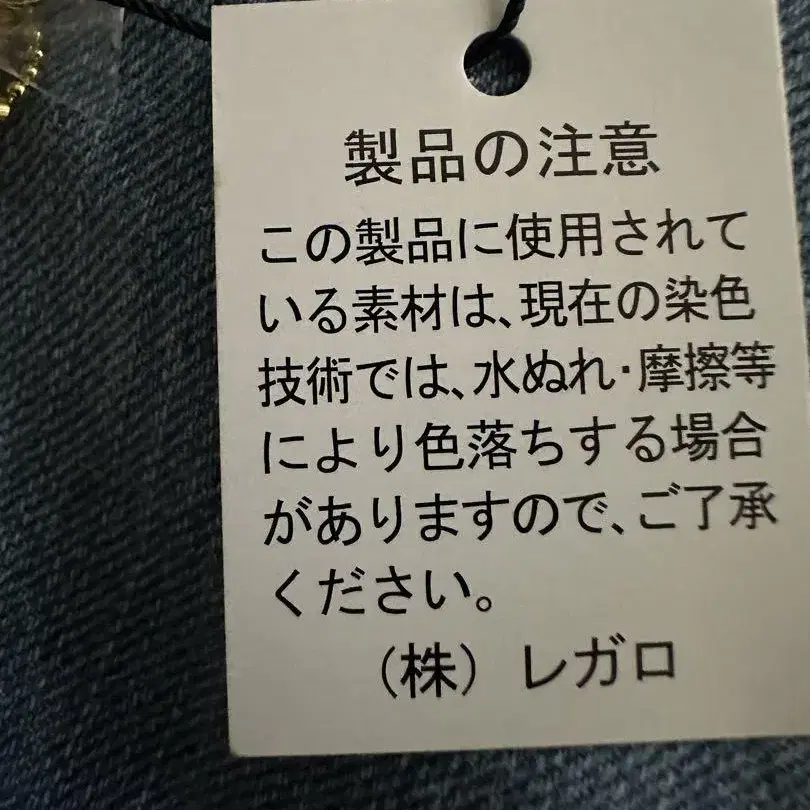 製品の注意
この製品に使用されて
いる素材は、現在の染色
技術では、水ぬれ・摩擦等
により色落ちする場合
がありますので、ご了承
ください。
（株） レガロ